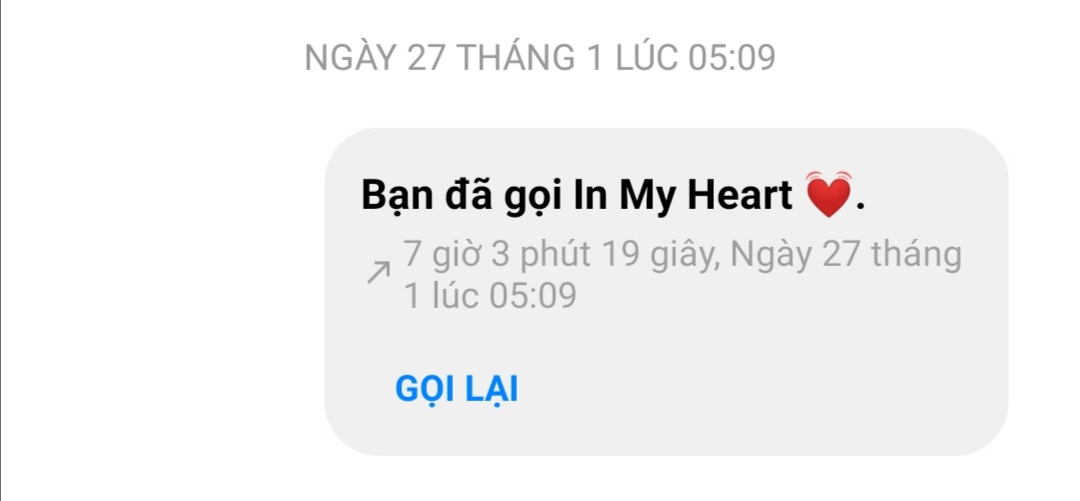 NGÀY 27 THÁNG 1 LÚC 05:09
Bạn đã gọi In My Heart 💓.
↗ 7 giờ 3 phút 19 giây, Ngày 27 tháng
1 lúc 05:09
GỌI LẠI